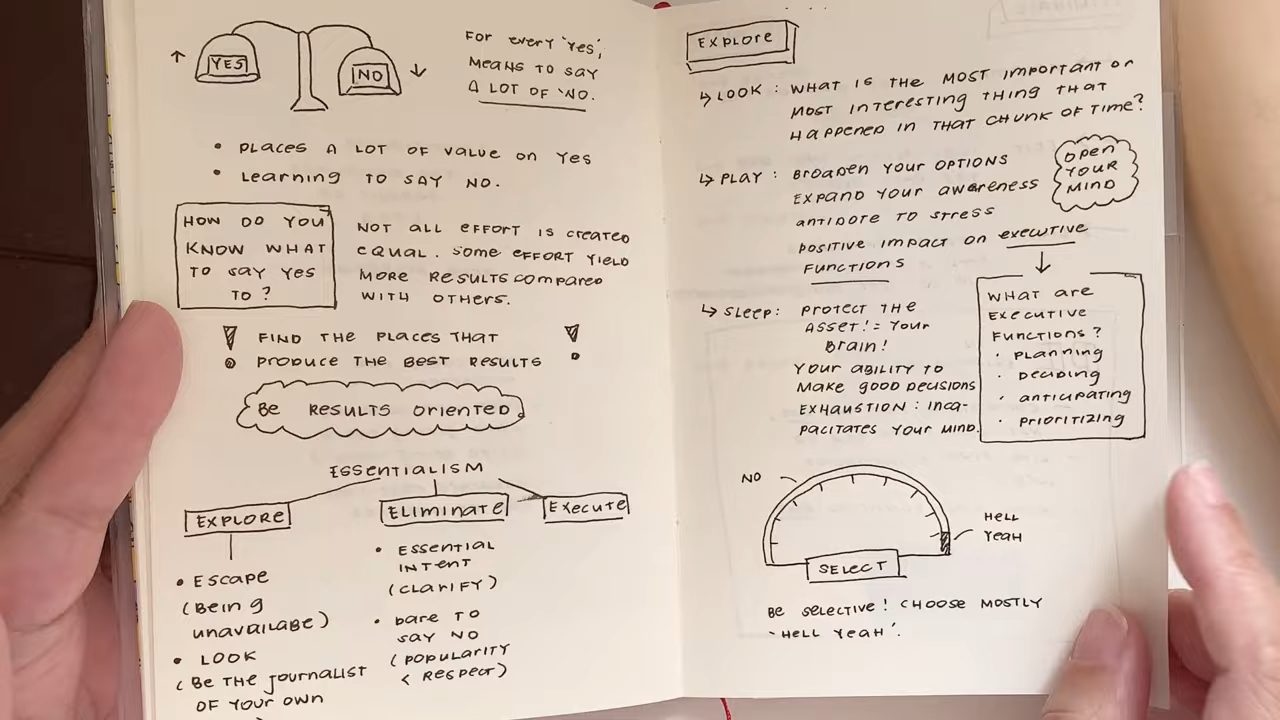 YES
NO
For every 'yes',
means to say
a lot of 'no.
• places a lot of value on yes
• Learning to say no.
How do you
know what
to say yes
to?
Not all effort is created
equal. Some effort yield
more results compared
with others.
Find the places that
produce the best results
Be results oriented.
Essentialism
Explore
Eliminate
Execute
• Escape
(Being
unavailabe)
• Look
(Be the journalist
of your own
• Essential
intent
(clarify)
• Dare to
say no
(popularity
< respect)
Explore
↳ Look: What is the most important or
most interesting thing that
happened in that chunk of time?
↳ Play: Broaden your options
expand your awareness
antidote to stress
positive impact on executive
functions
Open
your
mind
↳ Sleep: Protect the
asset! = your
brain!
Your ability to
make good decisions
Exhaustion: inca-
pacitates your mind.
What are
executive
functions?
• planning
• deciding
• anticipating
• prioritizing
No
Hell
yeah
Select
Be selective! Choose mostly
'Hell yeah'.